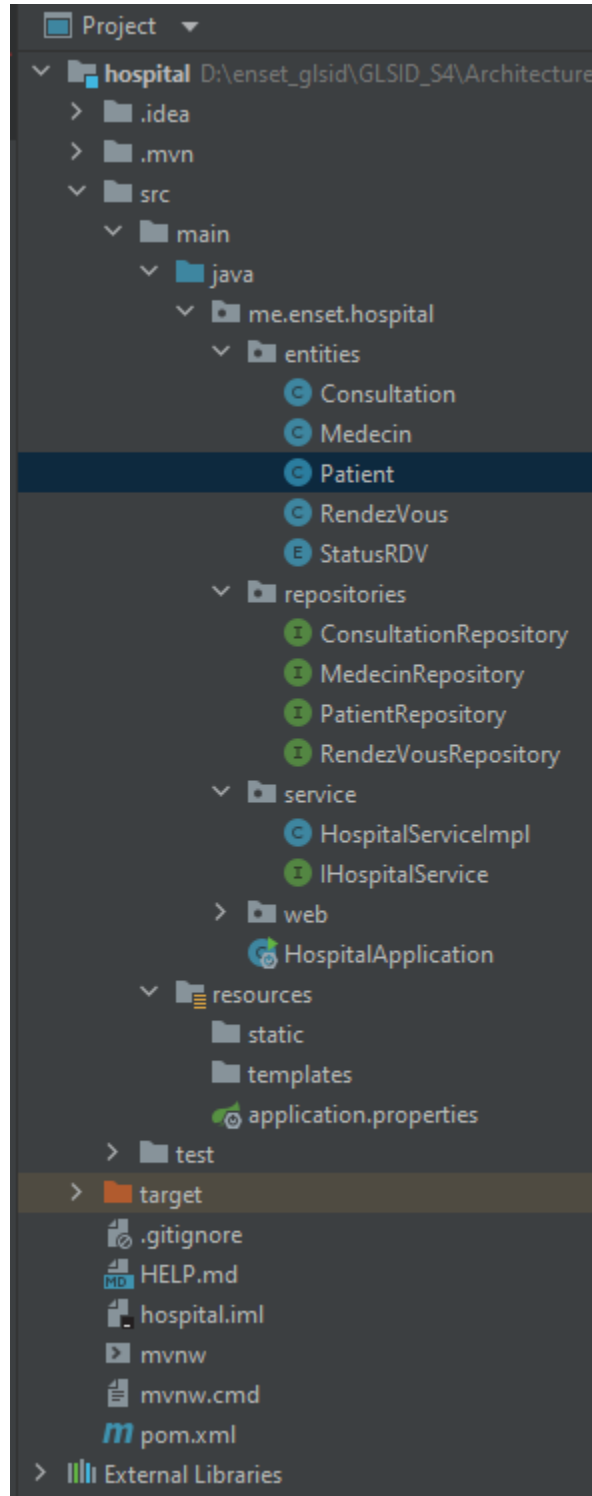 Project
hospital D:\enset_glsid\GLSID_S4\Architecture
.idea
.mvn
src
main
java
me.enset.hospital
entities
C Consultation
C Medecin
C Patient
C RendezVous
E StatusRDV
repositories
I ConsultationRepository
I MedecinRepository
I PatientRepository
I RendezVousRepository
service
C HospitalServiceImpl
I IHospitalService
web
HospitalApplication
resources
static
templates
application.properties
test
target
.gitignore
MD HELP.md
hospital.iml
mvnw
mvnw.cmd
m pom.xml
External Libraries